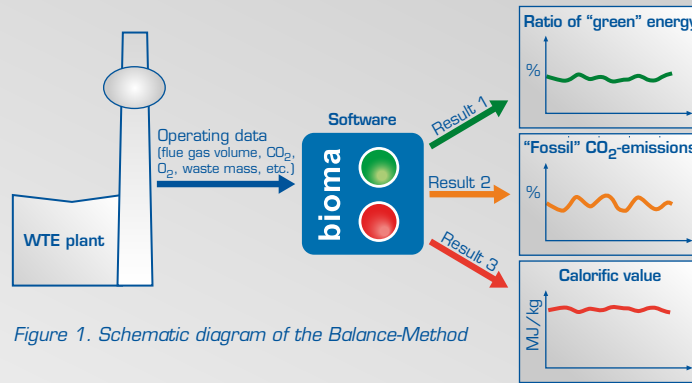 Ratio of “green” energy
%
Operating data
(flue gas volume, CO2,
O2, waste mass, etc.)
Software
bioma
WTE plant
Result 1
Result 2
Result 3
“Fossil” CO2-emissions
%
Calorific value
MJ/kg
Figure 1. Schematic diagram of the Balance-Method